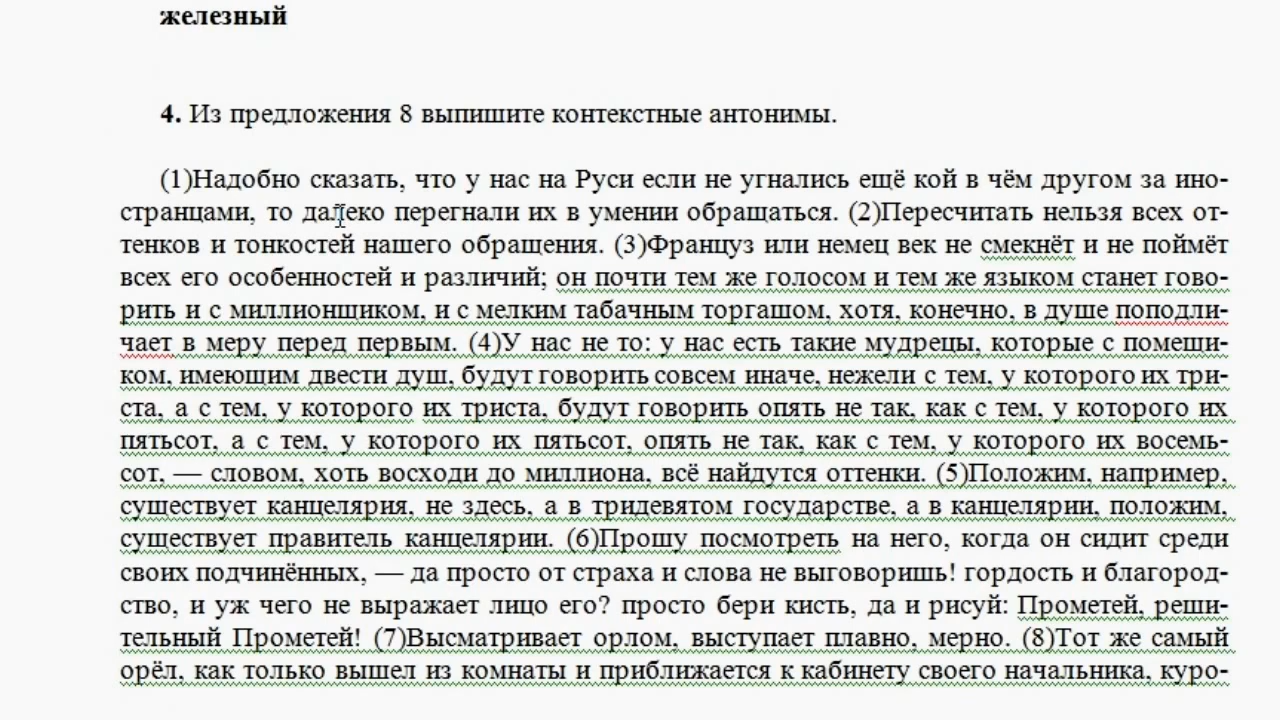 железный
4. Из предложения 8 выпишите контекстные антонимы.
(1)Надобно сказать, что у нас на Руси если не угнались ещё кой в чём другом за ино-
странцами, то далеко перегнали их в умении обращаться. (2)Пересчитать нельзя всех от-
тенков и тонкостей нашего обращения. (3)Француз или немец век не смекнёт и не поймёт
всех его особенностей и различий; он почти тем же голосом и тем же языком станет гово-
рить и с миллионщиком, и с мелким табачным торгашом, хотя, конечно, в душе поподли-
чает в меру перед первым. (4)У нас не то: у нас есть такие мудрецы, которые с помещи-
ком, имеющим двести душ, будут говорить совсем иначе, нежели с тем, у которого их три-
ста, а с тем, у которого их триста, будут говорить опять не так, как с тем, у которого их
пятьсот, а с тем, у которого их пятьсот, опять не так, как с тем, у которого их восемь-
сот, — словом, хоть восходи до миллиона, всё найдутся оттенки. (5)Положим, например,
существует канцелярия, не здесь, а в тридевятом государстве, а в канцелярии, положим,
существует правитель канцелярии. (6)Прошу посмотреть на него, когда он сидит среди
своих подчинённых, — да просто от страха и слова не выговоришь! гордость и благород-
ство, и уж чего не выражает лицо его? просто бери кисть, да и рисуй: Прометей, реши-
тельный Прометей! (7)Высматривает орлом, выступает плавно, мерно. (8)Тот же самый
орёл, как только вышел из комнаты и приближается к кабинету своего начальника, куро-